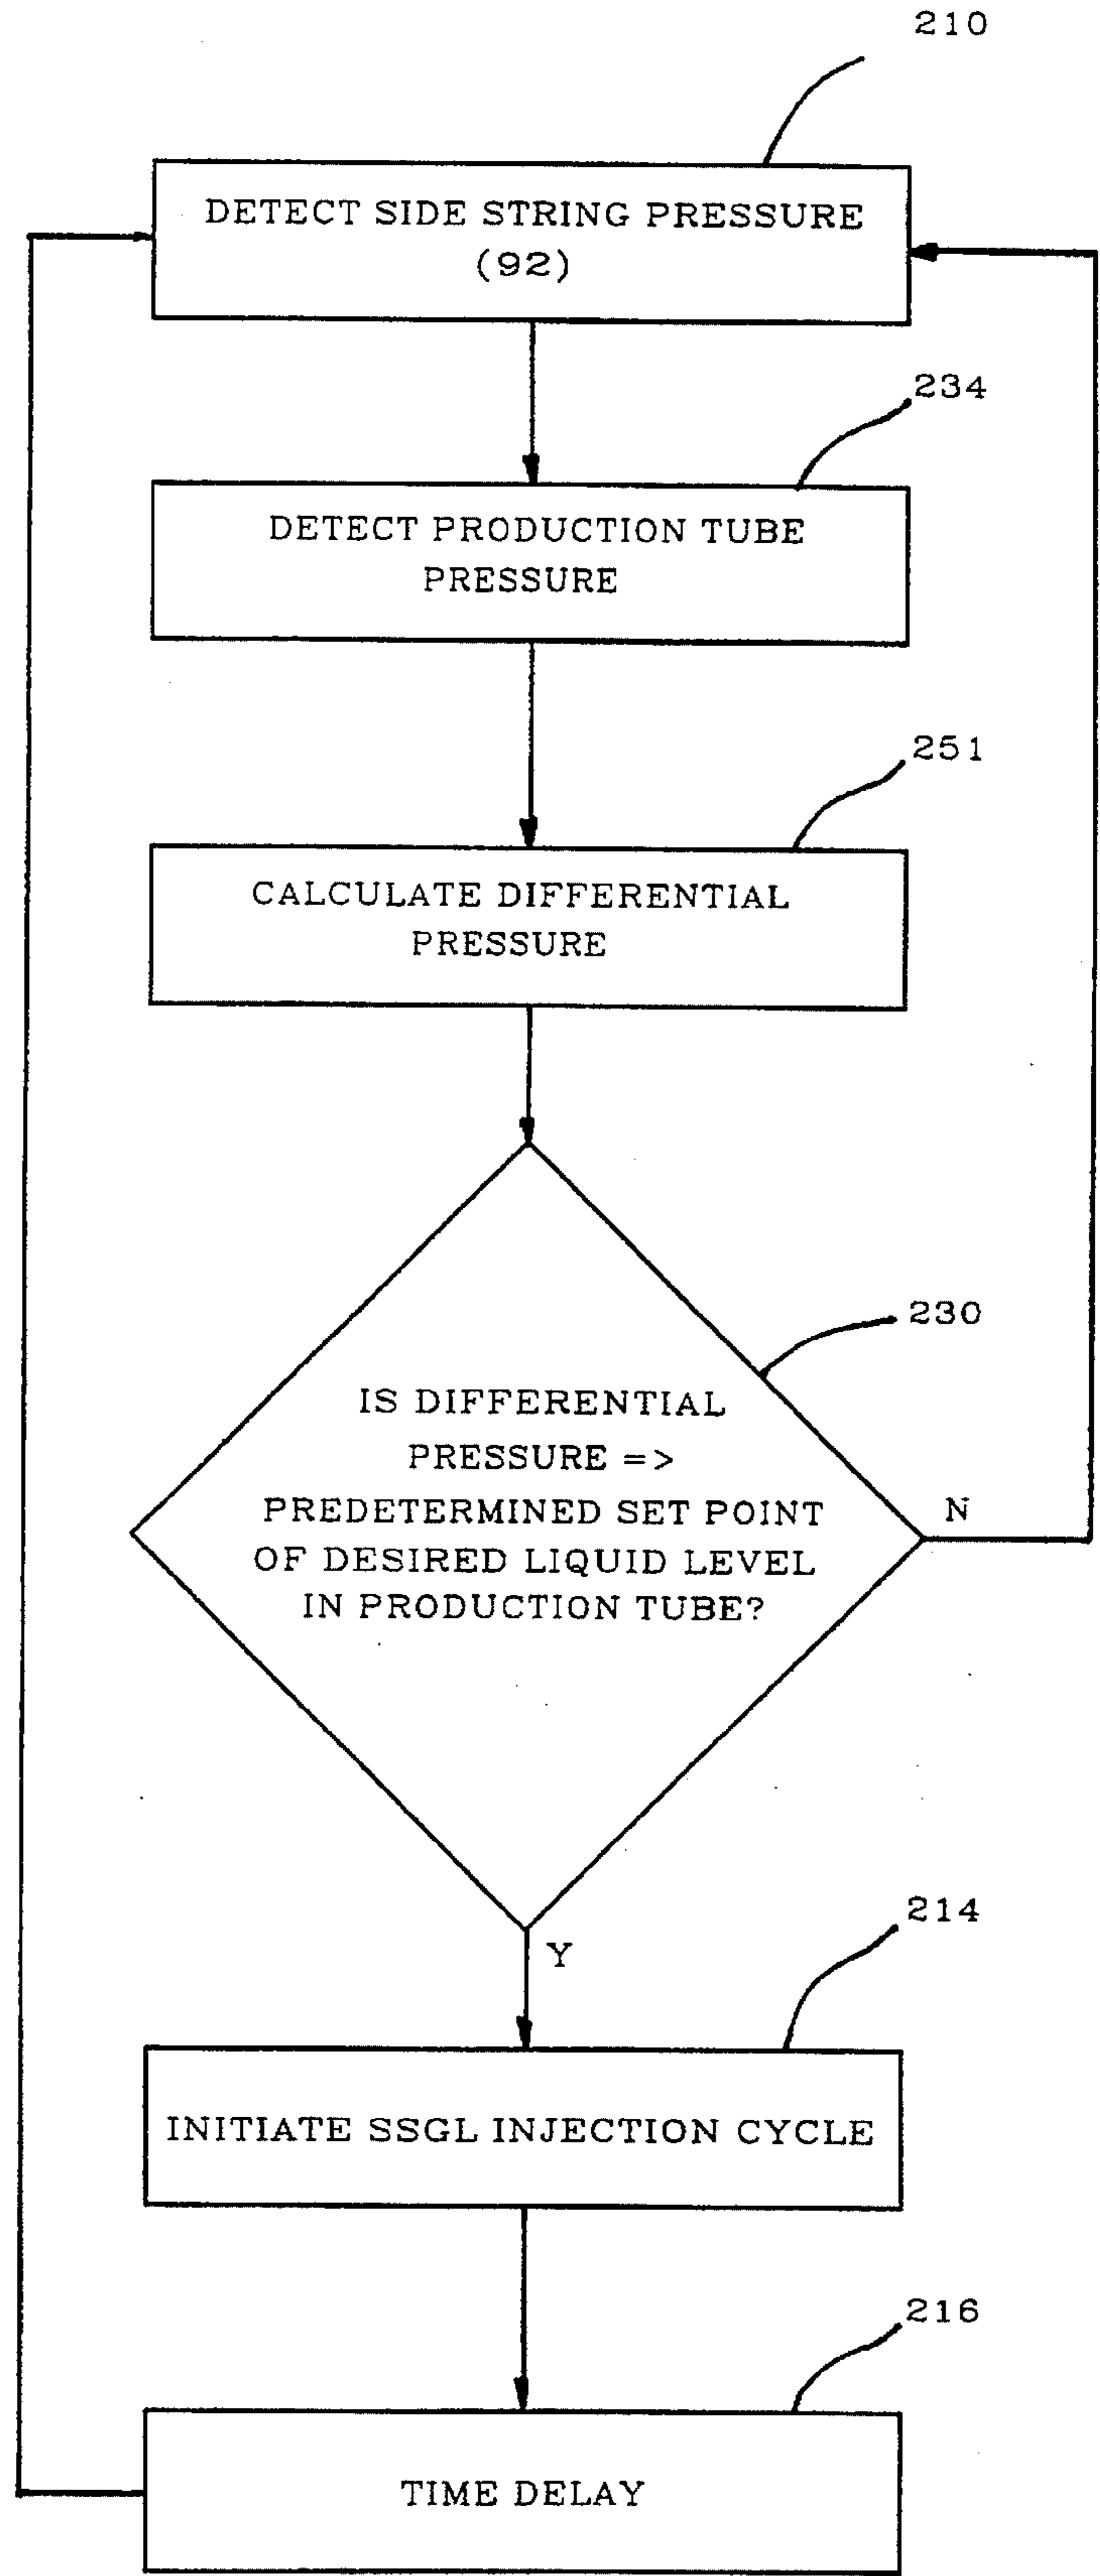 210
DETECT SIDE STRING PRESSURE
(92)
234
DETECT PRODUCTION TUBE
PRESSURE
251
CALCULATE DIFFERENTIAL
PRESSURE
230
IS DIFFERENTIAL
PRESSURE =>
PREDETERMINED SET POINT
OF DESIRED LIQUID LEVEL
IN PRODUCTION TUBE?
N
Y
214
INITIATE SSGL INJECTION CYCLE
216
TIME DELAY